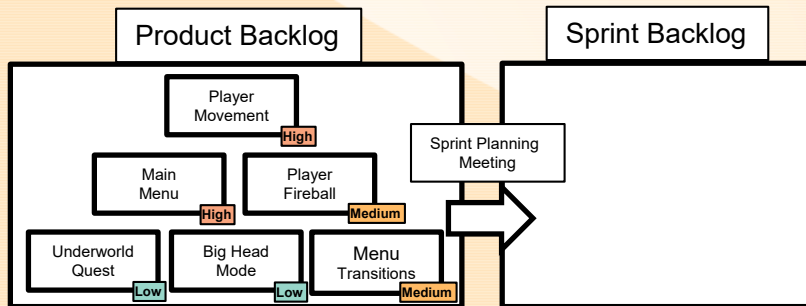 Product Backlog
Sprint Backlog
Player
Movement
High
Sprint Planning
Meeting
Main
Menu
High
Player
Fireball
Medium
Underworld
Quest
Low
Big Head
Mode
Low
Menu
Transitions
Medium